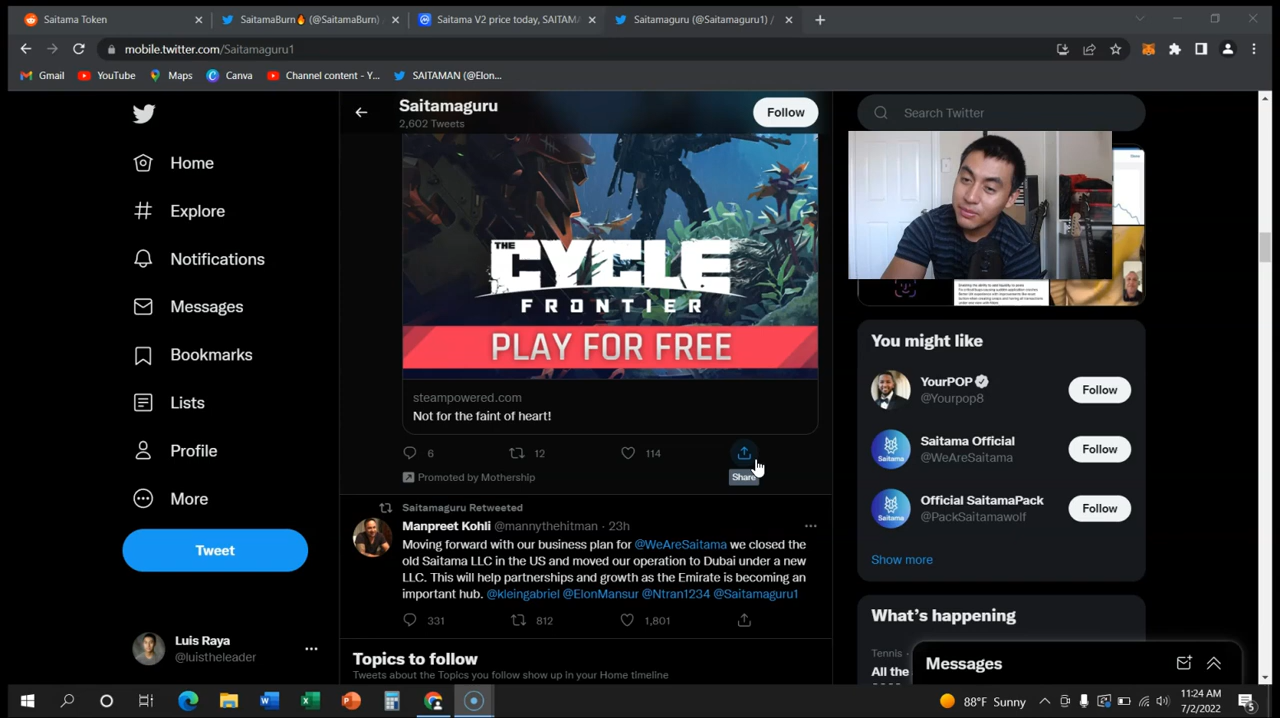 Saitama Token
SaitamaBurn🔥 (@SaitamaBurn)
Saitama V2 price today, SAITAMA
Saitamaguru (@Saitamaguru1) /
mobile.twitter.com/Saitamaguru1
Gmail
YouTube
Maps
Canva
Channel content - Y...
SAITAMAN (@Elon...
Saitamaguru
2,602 Tweets
Follow
Search Twitter
Home
Explore
Notifications
Messages
Bookmarks
Lists
Profile
More
Tweet
Luis Raya
@luistheleader
THE
CYCLE
FRONTIER
PLAY FOR FREE
steampowered.com
Not for the faint of heart!
6
12
114
Share
Promoted by Mothership
Saitamaguru Retweeted
Manpreet Kohli @mannythehitman · 23h
Moving forward with our business plan for @WeAreSaitama we closed the
old Saitama LLC in the US and moved our operation to Dubai under a new
LLC. This will help partnerships and growth as the Emirate is becoming an
important hub. @kleingabriel @ElonMansur @Ntran1234 @Saitamaguru1
331
812
1,801
Topics to follow
Tweets about the Topics you follow show up in your Home timeline
You might like
YourPOP
@Yourpop8
Follow
Saitama Official
@WeAreSaitama
Follow
Saitama
Official SaitamaPack
@PackSaitamawolf
Follow
Saitama
Show more
What's happening
Tennis
All the
Messages
88°F Sunny
11:24 AM
7/2/2022
5